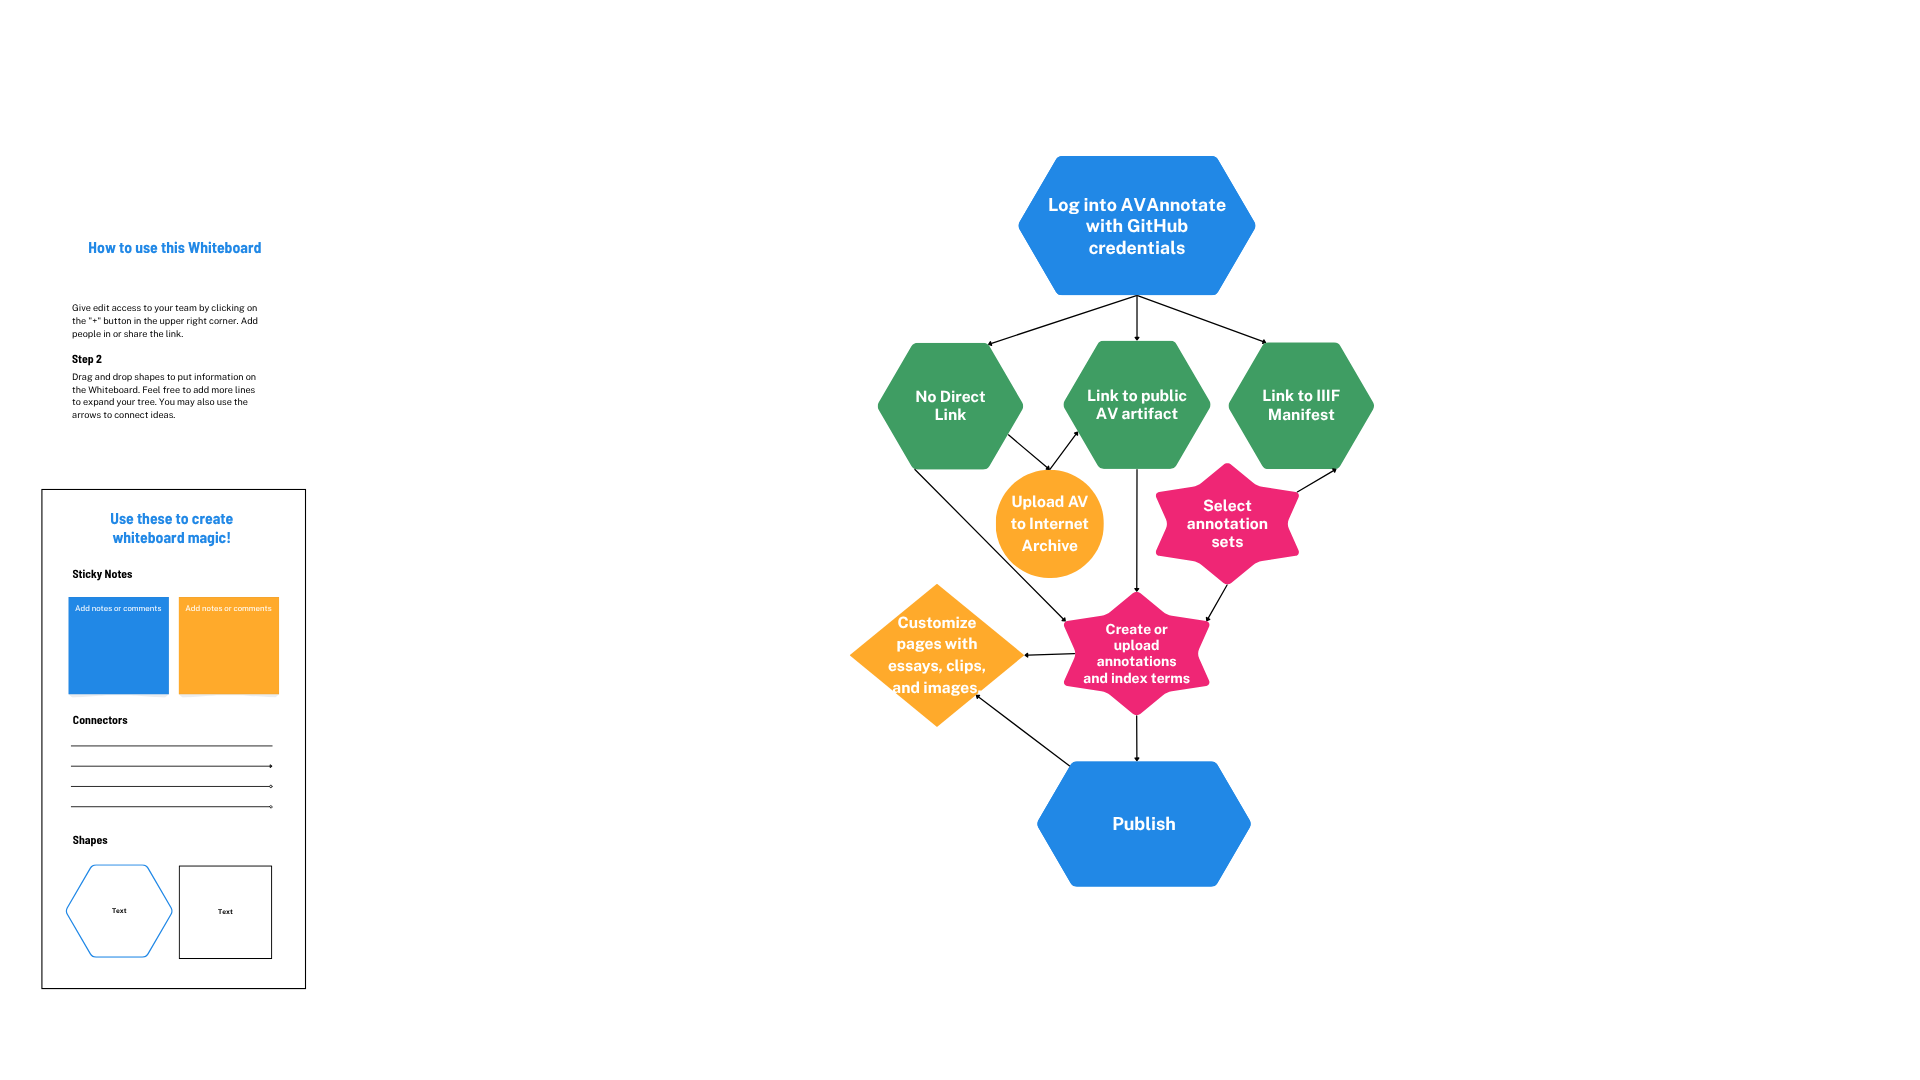 How to use this Whiteboard
Give edit access to your team by clicking on
the "+" button in the upper right corner. Add
people in or share the link.
Step 2
Drag and drop shapes to put information on
the Whiteboard. Feel free to add more lines
to expand your tree. You may also use the
arrows to connect ideas.
Use these to create
whiteboard magic!
Sticky Notes
Add notes or comments
Add notes or comments
Connectors
Shapes
Text
Text
Log into AVAnnotate
with GitHub
credentials
No Direct
Link
Link to public
AV artifact
Link to IIIF
Manifest
Upload AV
to Internet
Archive
Select
annotation
sets
Customize
pages with
essays, clips,
and images.
Create or
upload
annotations
and index terms
Publish